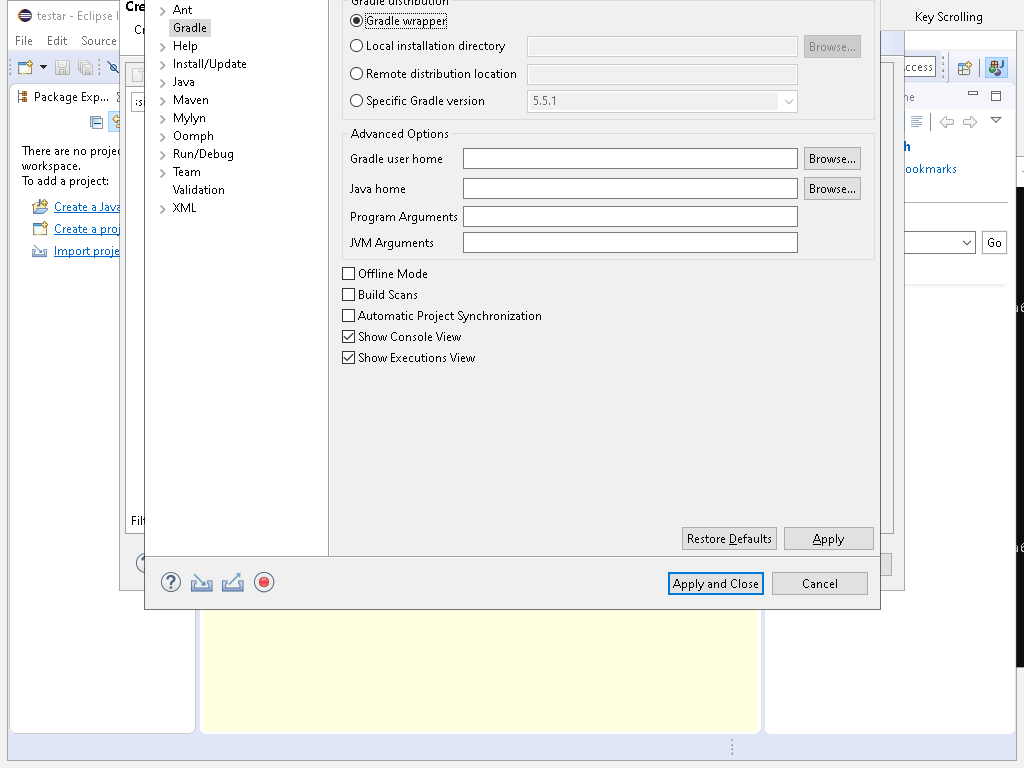 testar - Eclipse
Cre
Ant
Gradle distribution
Key Scrolling
Gradle
Gradle wrapper
File Edit Source
Help
Local installation directory
Browse...
Install/Update
Remote distribution location
ccess
Java
Package Exp...
Maven
Specific Gradle version
5.5.1
Mylyn
Oomph
Advanced Options
There are no projec
workspace.
To add a project:
Run/Debug
Gradle user home
Browse...
Team
ookmarks
Validation
Java home
Browse...
Create a Java
XML
Program Arguments
Create a proj
JVM Arguments
Go
Import proje
Offline Mode
Build Scans
Automatic Project Synchronization
Show Console View
Show Executions View
Filt
Restore Defaults
Apply
Apply and Close
Cancel